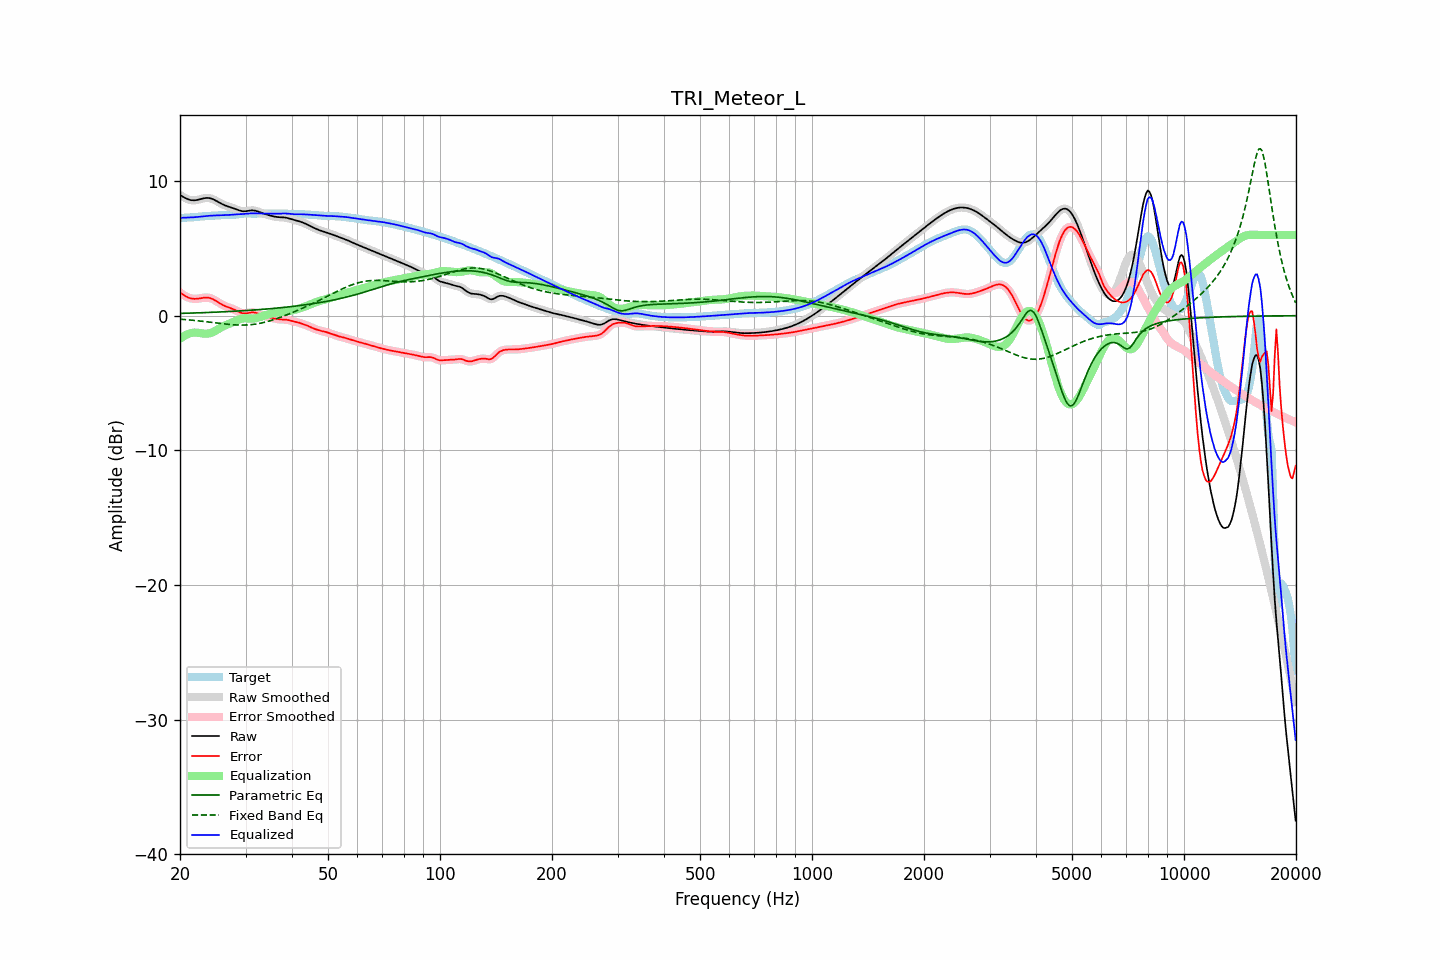 TRI_Meteor_L
Amplitude (dBr)
10
0
−10
−20
−30
−40
Target
Raw Smoothed
Error Smoothed
Raw
Error
Equalization
Parametric Eq
Fixed Band Eq
Equalized
20 50 100 200 500 1000 2000 5000 10000 20000
Frequency (Hz)